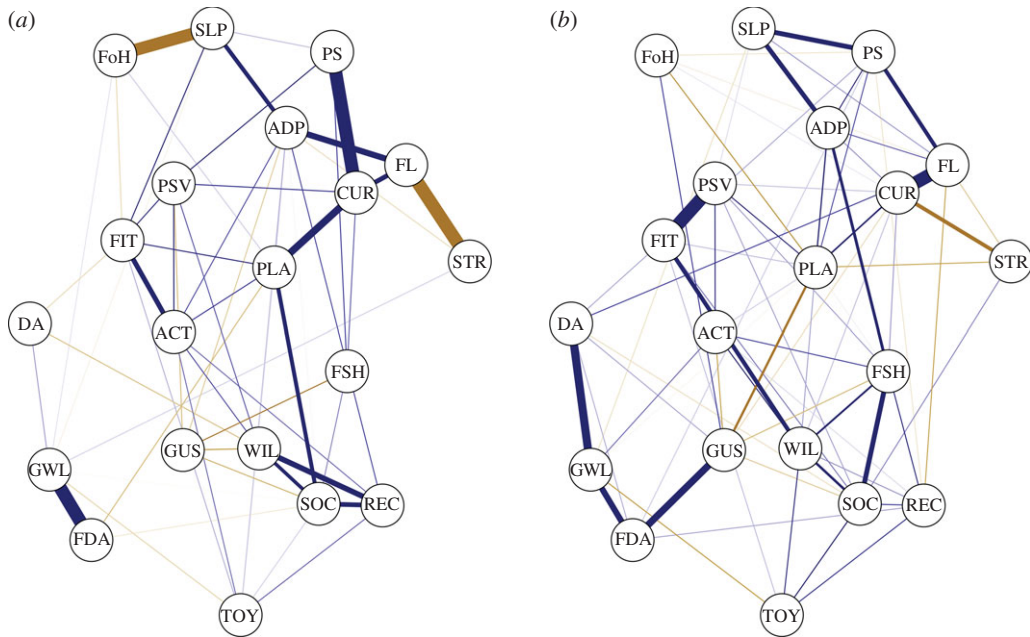 (a)
SLP
FoH
PS
ADP
FL
PSV
CUR
FIT
PLA
STR
DA
ACT
FSH
GUS
WIL
GWL
SOC
REC
FDA
TOY
(b)
SLP
FoH
PS
ADP
FL
PSV
CUR
FIT
PLA
STR
DA
ACT
FSH
GUS
WIL
GWL
SOC
REC
FDA
TOY